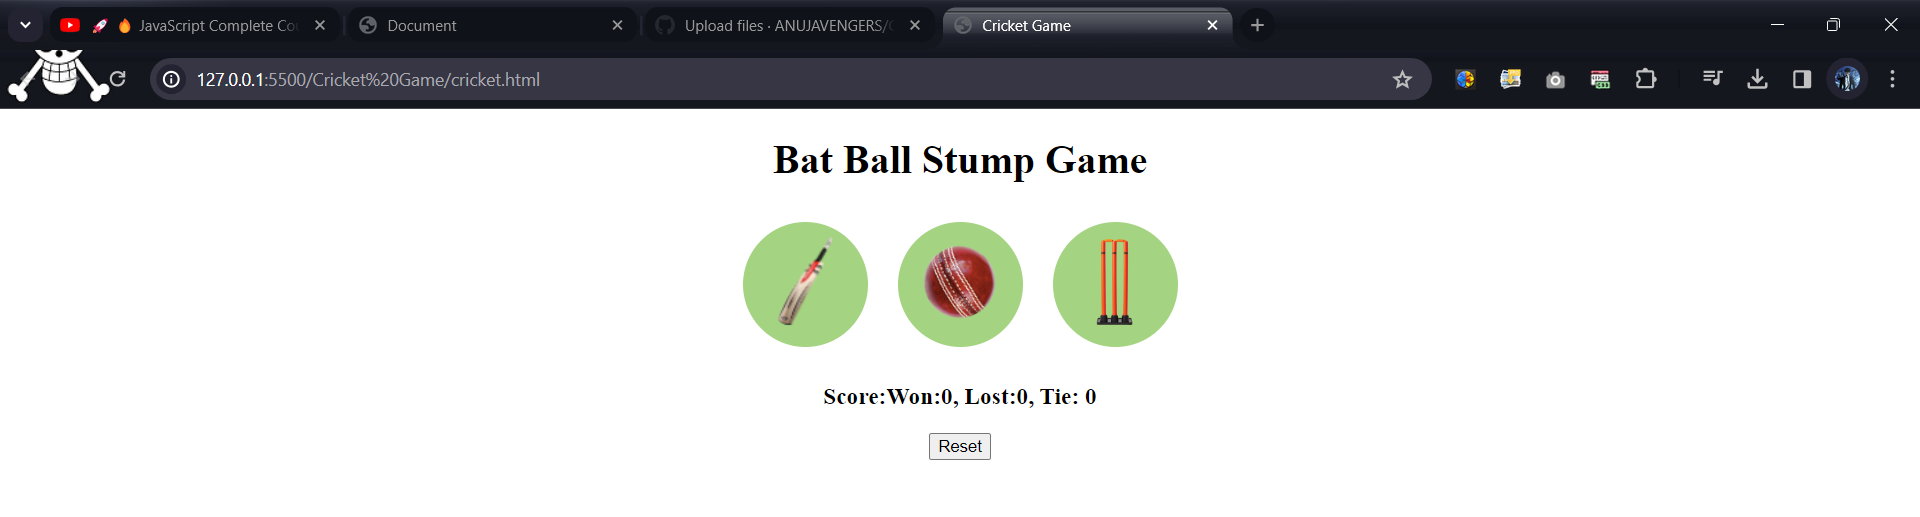 JavaScript Complete Co
Document
Upload files · ANUJAVENGERS/
Cricket Game
127.0.0.1:5500/Cricket%20Game/cricket.html
Bat Ball Stump Game
Score:Won:0, Lost:0, Tie: 0
Reset